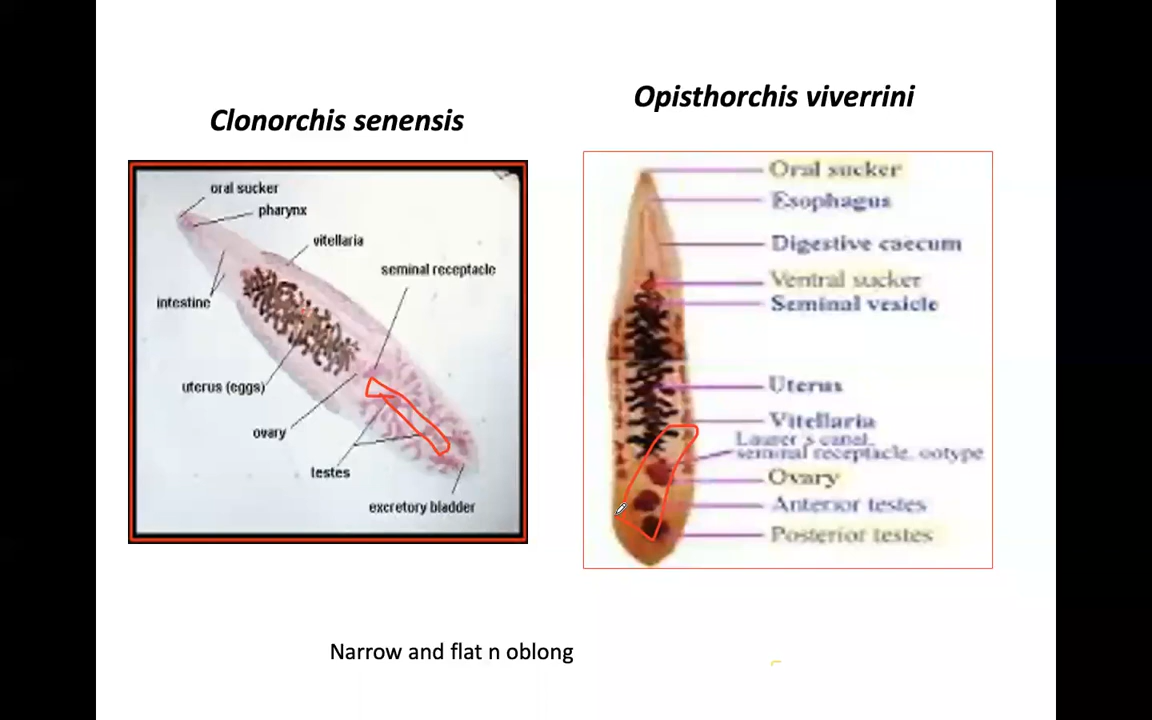 Clonorchis senensis
Opisthorchis viverrini
oral sucker
pharynx
vitellaria
seminal receptacle
intestine
uterus (eggs)
ovary
testes
excretory bladder
Oral sucker
Esophagus
Digestive caecum
Ventral sucker
Seminal vesicle
Uterus
Vitellaria
Laurer's canal,
seminal receptacle, ootype
Ovary
Anterior testes
Posterior testes
Narrow and flat n oblong